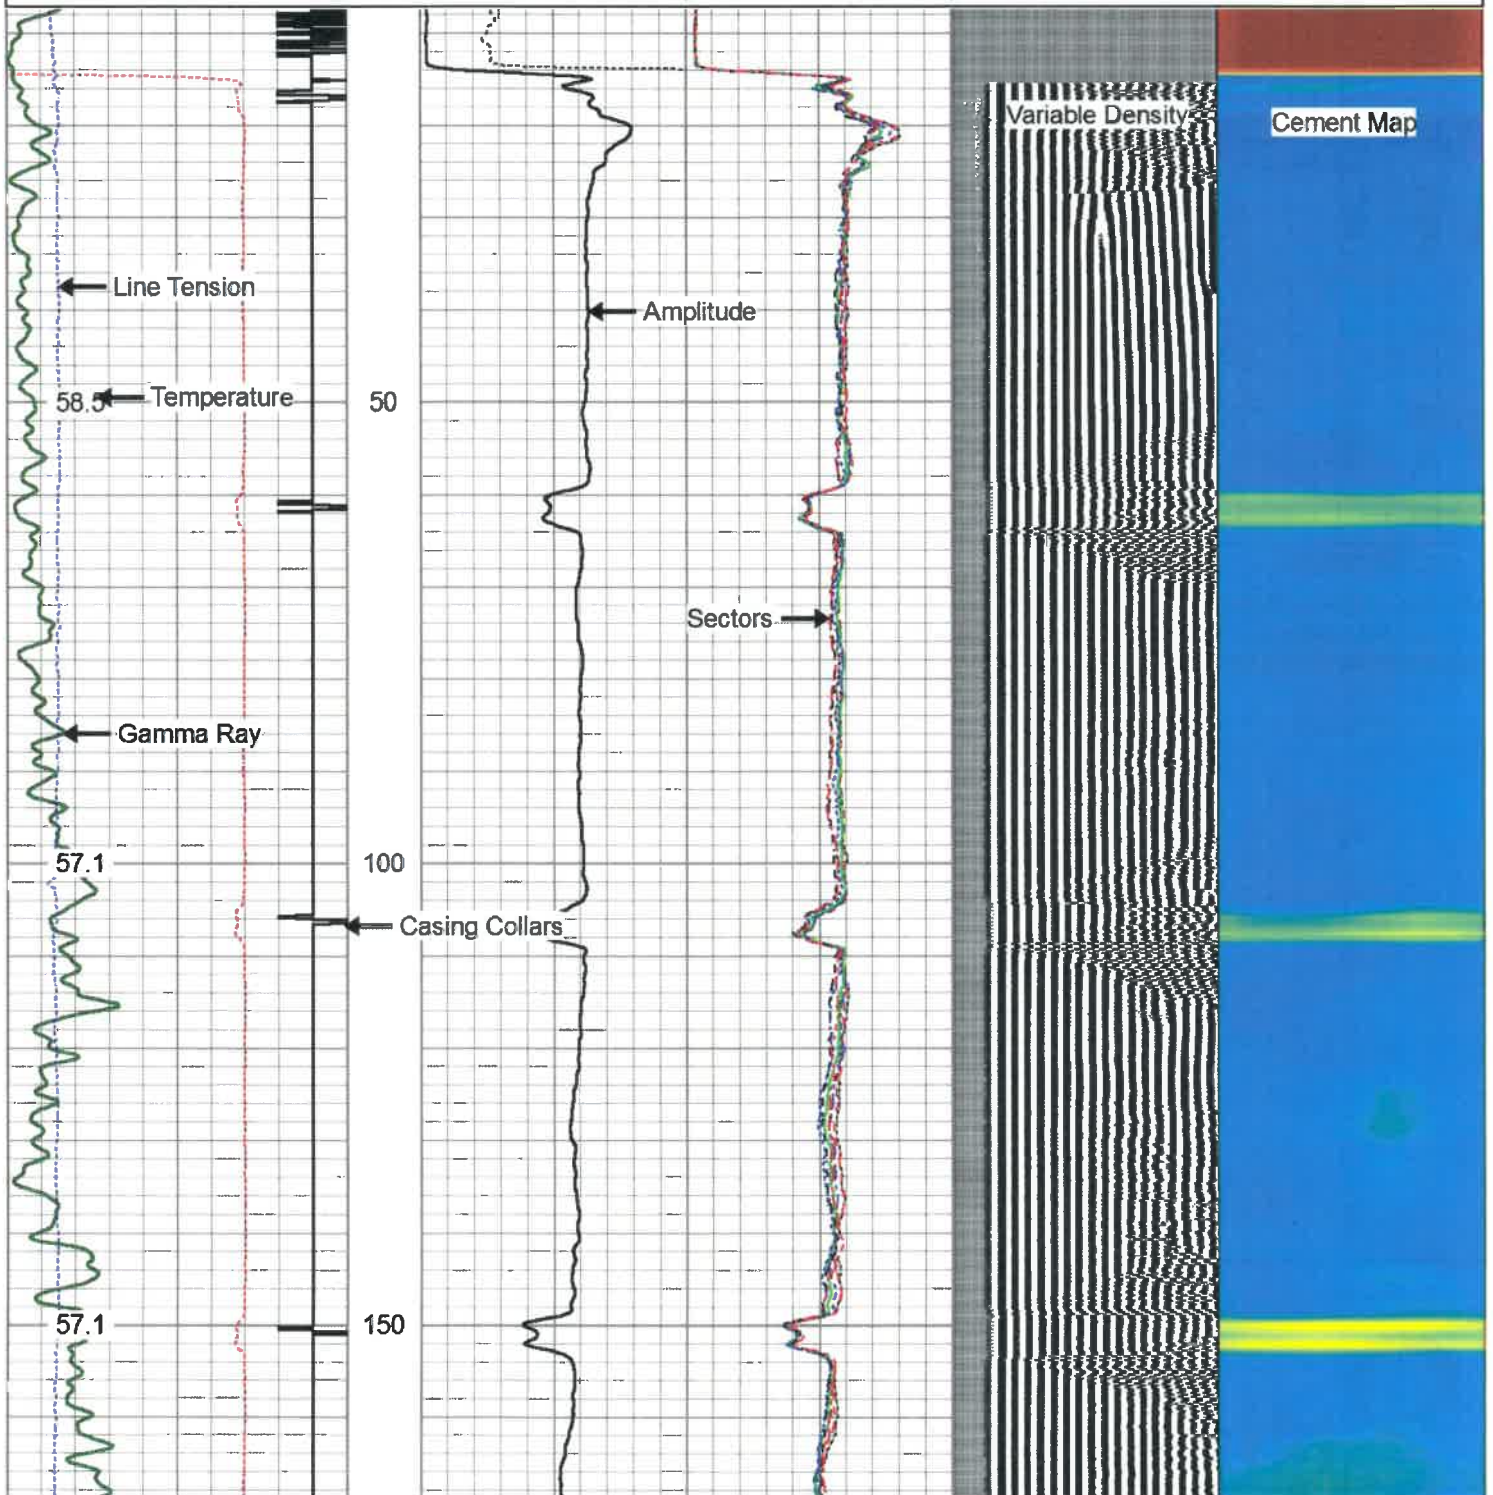 Variable Density
Cement Map
Line Tension
Amplitude
58.5
Temperature
50
Sectors
Gamma Ray
57.1
100
Casing Collars
57.1
150